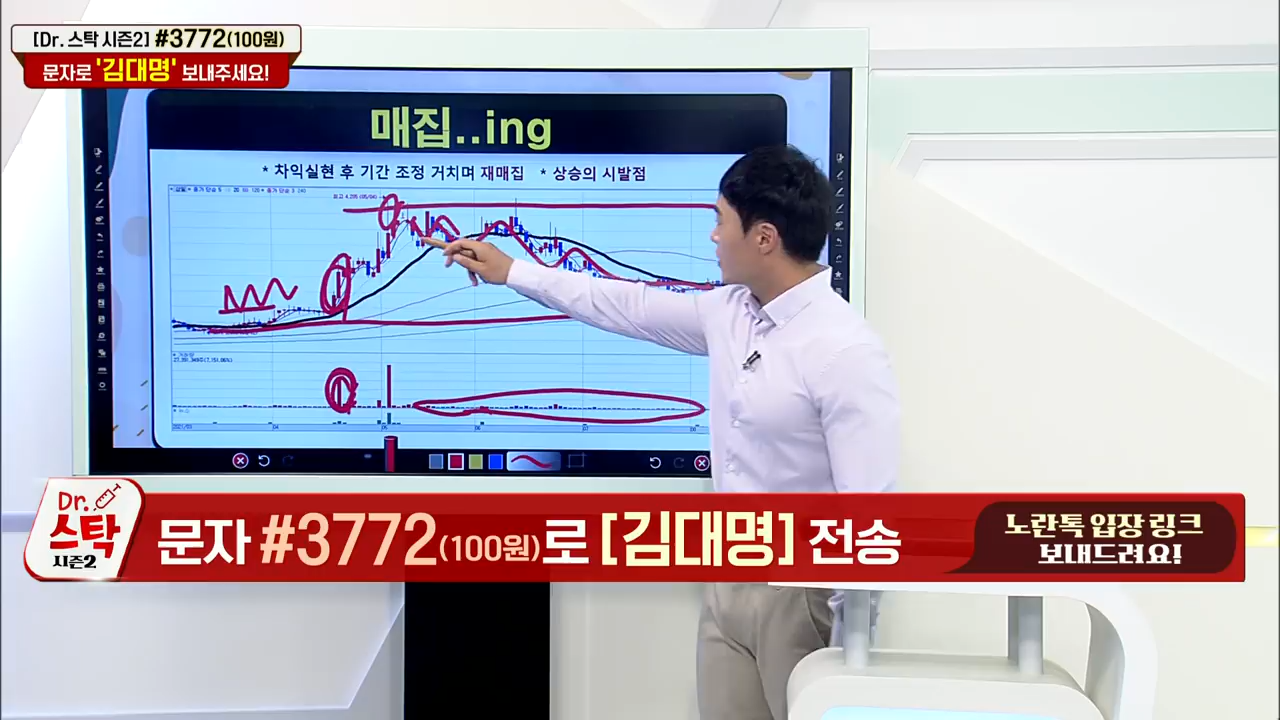 [Dr. 스탁 시즌2] #3772(100원)
문자로 '김대명' 보내주세요!
매집..ing
* 차익실현 후 기간 조정 거치며 재매집 * 상승의 시발점
Dr.
스탁
시즌2
문자 #3772(100원)로 [김대명] 전송
노란톡 입장 링크
보내드려요!